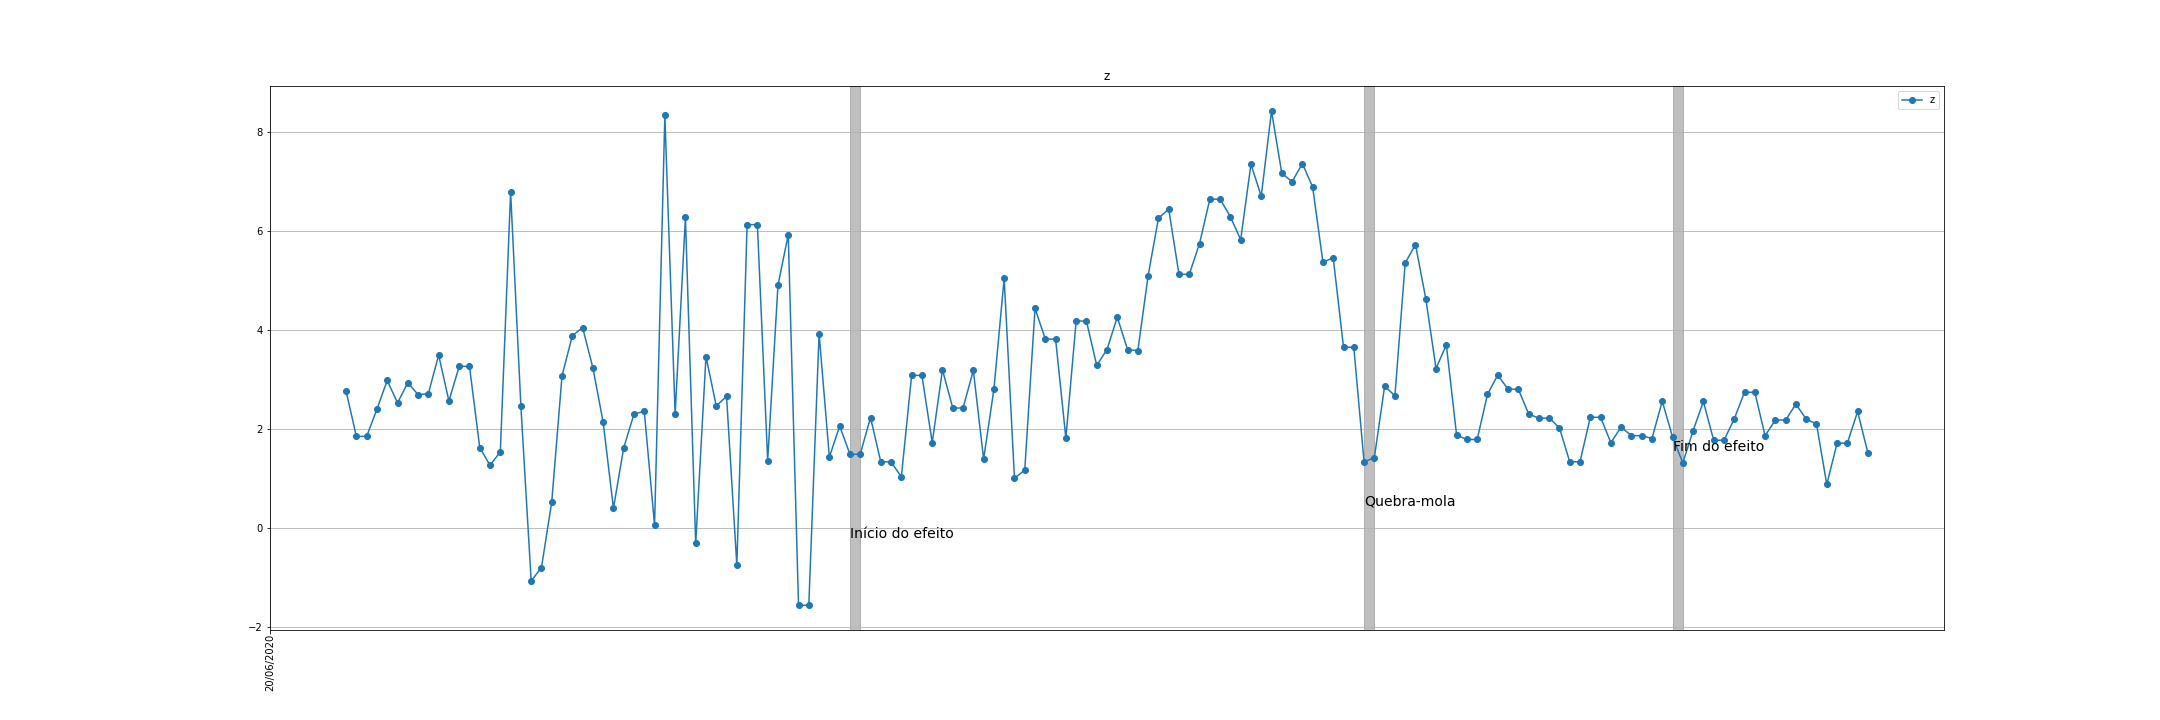 z
z
8
6
4
2
0
−2
Fim do efeito
Quebra-mola
Início do efeito
20/06/2020